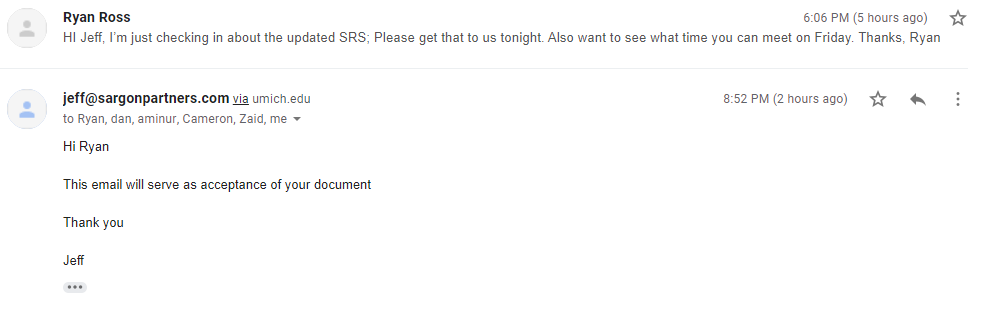 Ryan Ross
6:06 PM (5 hours ago)
HI Jeff, I'm just checking in about the updated SRS; Please get that to us tonight. Also want to see what time you can meet on Friday. Thanks, Ryan
jeff@sargonpartners.com via umich.edu
8:52 PM (2 hours ago)
to Ryan, dan, aminur, Cameron, Zaid, me
Hi Ryan
This email will serve as acceptance of your document
Thank you
Jeff